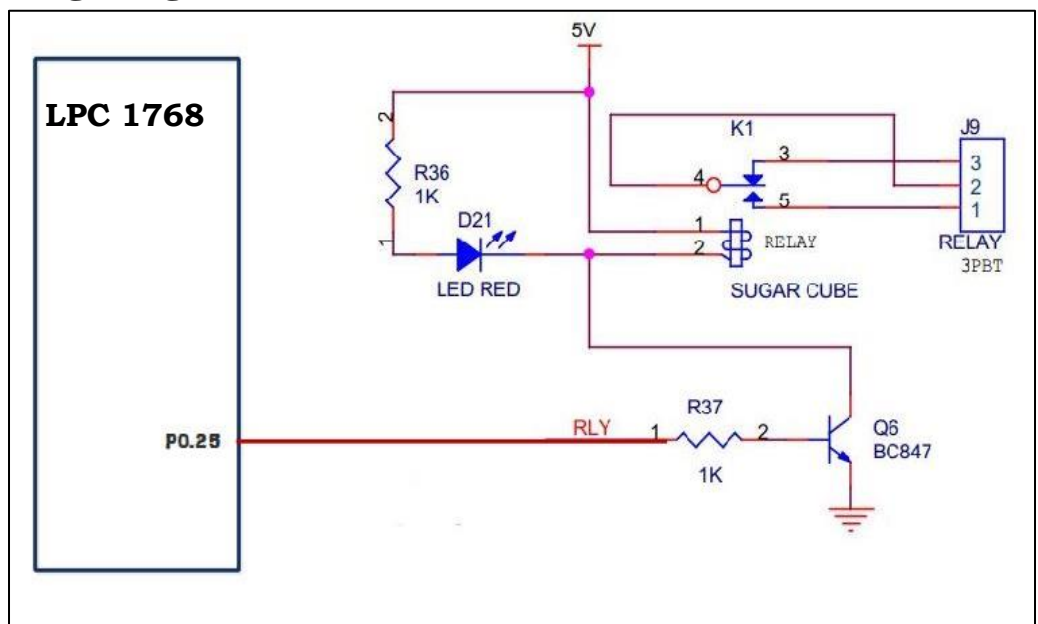 5V
LPC 1768
2
R36
1K
1
D21
LED RED
K1
3
4
5
J9
3
2
1
RELAY
3PBT
1
2
RELAY
SUGAR CUBE
P0.25
RLY
1
R37
2
1K
Q6
BC847